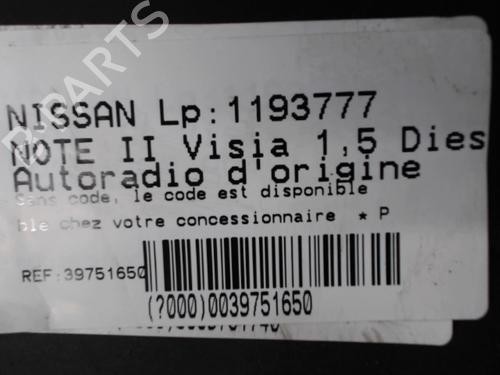 PARTS
NISSAN Lp:1193777
NOTE II Visia 1,5 Dies
Autoradio d'origine
Sans code, le code est disponible
ble chez votre concessionnaire * P
REF:39751650
(?000)0039751650